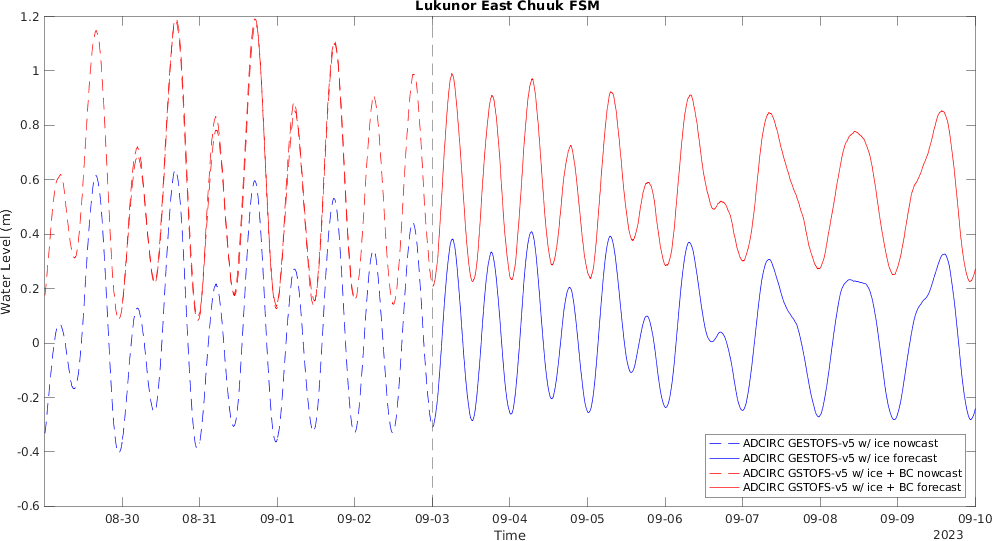 Lukunor East Chuuk FSM
Water Level (m)
1.2
1
0.8
0.6
0.4
0.2
0
-0.2
-0.4
-0.6
ADCIRC GESTOFS-v5 w/ ice nowcast
ADCIRC GESTOFS-v5 w/ ice forecast
ADCIRC GSTOFS-v5 w/ ice + BC nowcast
ADCIRC GSTOFS-v5 w/ ice + BC forecast
08-30 08-31 09-01 09-02 09-03 09-04 09-05 09-06 09-07 09-08 09-09 09-10
Time
2023